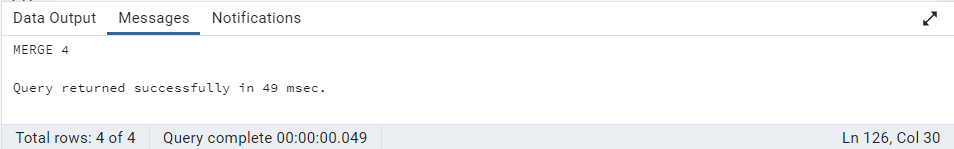 Data Output Messages Notifications
MERGE 4
Query returned successfully in 49 msec.
Total rows: 4 of 4 Query complete 00:00:00.049 Ln 126, Col 30